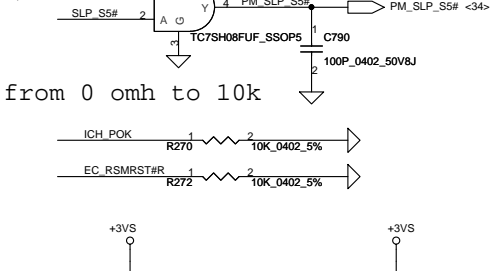 4 PM_SLP_S5# PM_SLP_S5# <34>
SLP_S5# 2 A G Y
3 TC7SH08FUF_SSOP5 1 C790
2 100P_0402_50V8J
from 0 omh to 10k
ICH_POK 1 2
R270 10K_0402_5%
EC_RSMRST#R 1 2
R272 10K_0402_5%
+3VS +3VS